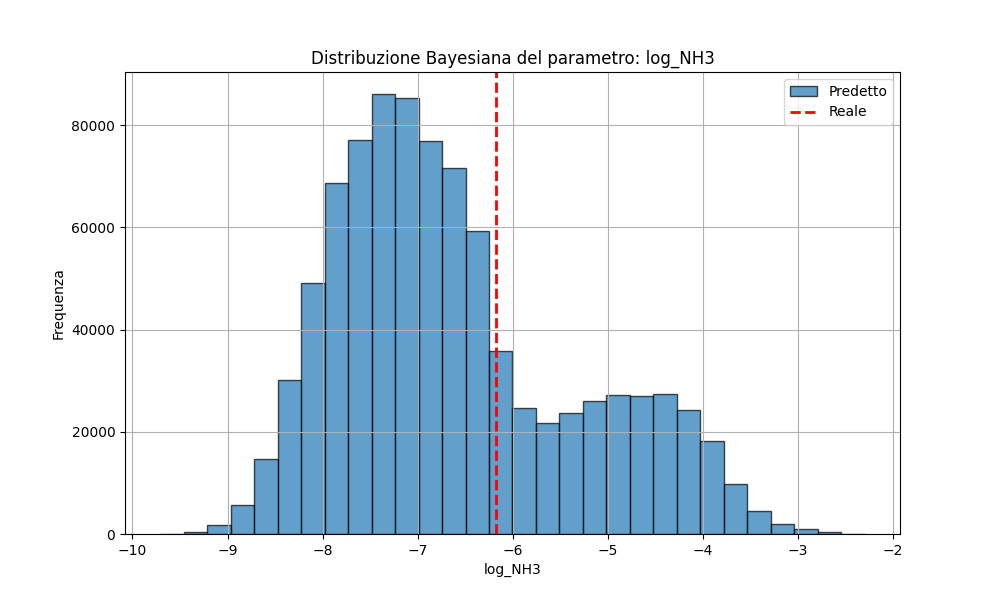 Distribuzione Bayesiana del parametro: log_NH3
Predetto
Reale
Frequenza
80000
60000
40000
20000
0
−10
−9
−8
−7
−6
−5
−4
−3
−2
log_NH3